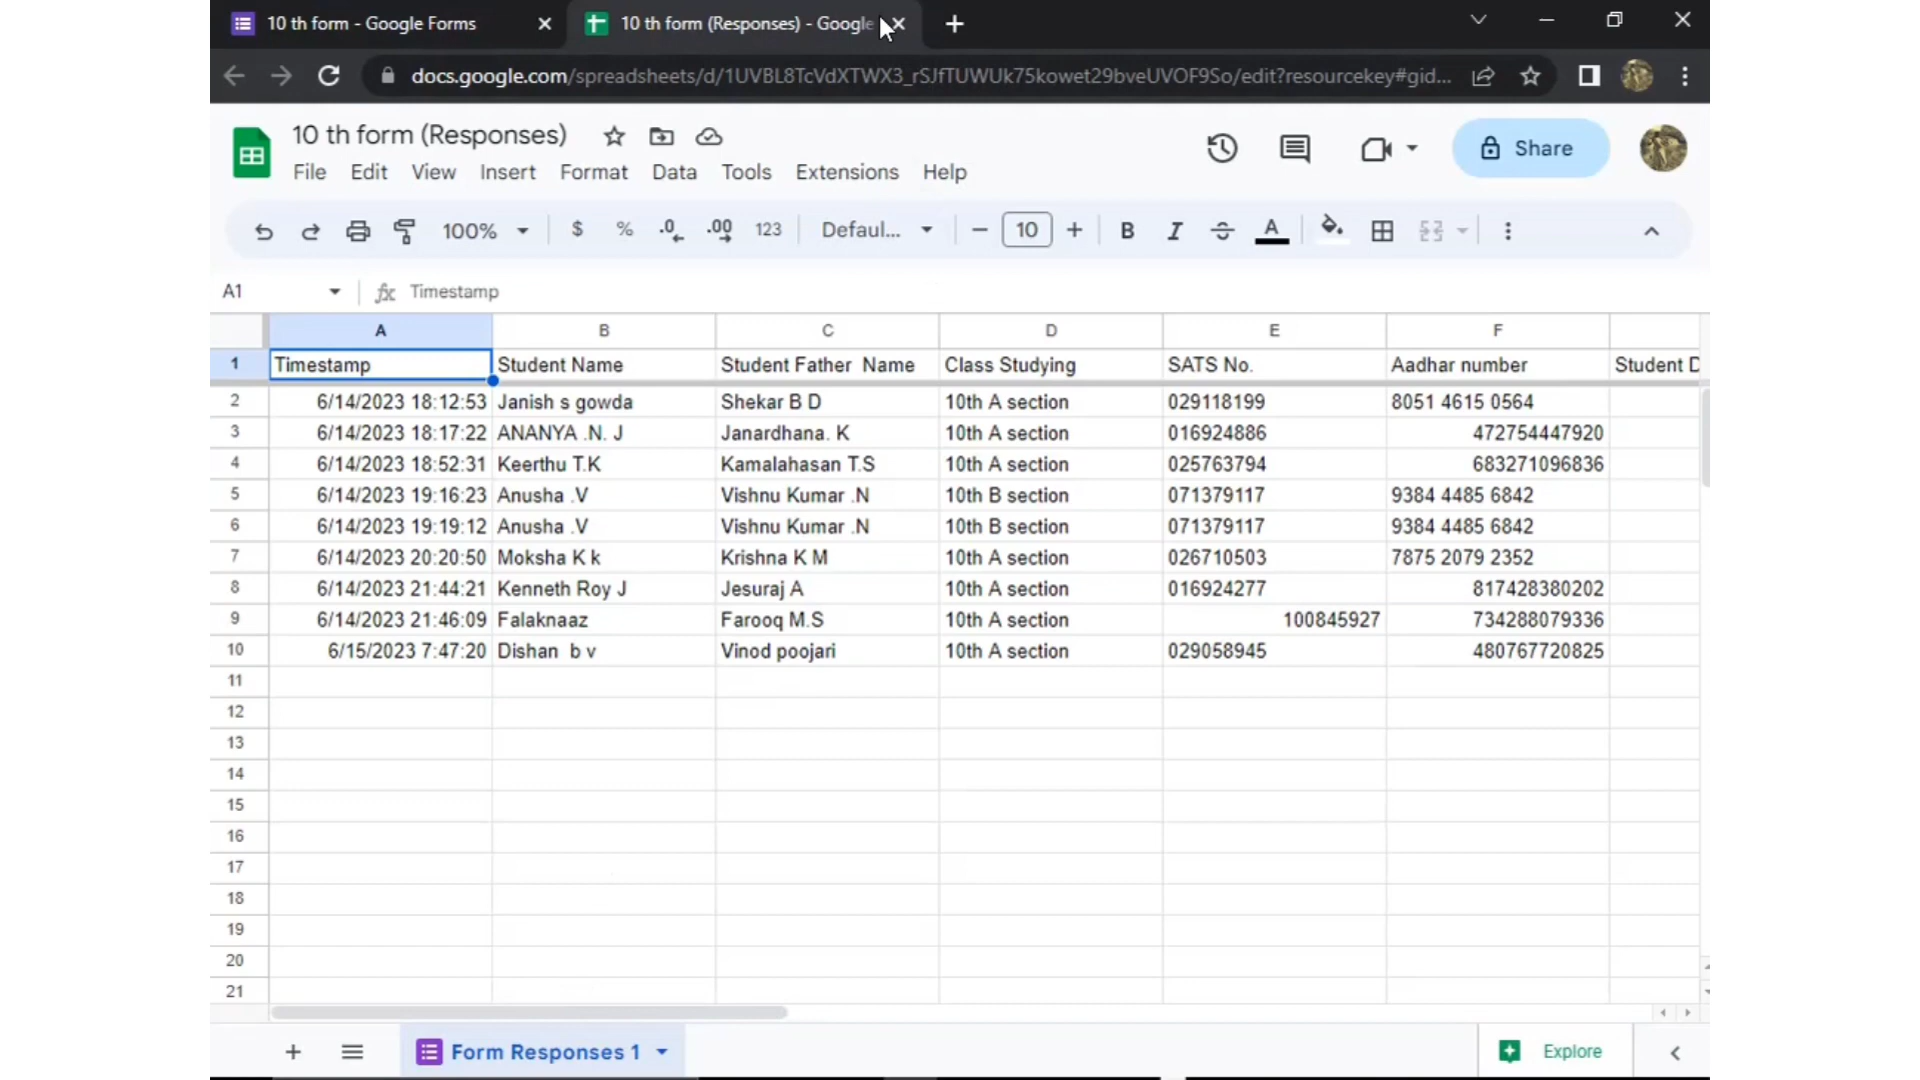 10 th form - Google Forms
10 th form (Responses) - Google
docs.google.com/spreadsheets/d/1UVBL8TcVdXTWX3_rSJfTUWUk75kowet29bveUVOF9So/edit?resourcekey#gid...
10 th form (Responses)
File Edit View Insert Format Data Tools Extensions Help
Share
100% $ % .0 .00 123 Defaul... 10 B I A
A1 fx Timestamp
A B C D E F
1 Timestamp Student Name Student Father Name Class Studying SATS No. Aadhar number Student D
2 6/14/2023 18:12:53 Janish s gowda Shekar B D 10th A section 029118199 8051 4615 0564
3 6/14/2023 18:17:22 ANANYA .N. J Janardhana. K 10th A section 016924886 472754447920
4 6/14/2023 18:52:31 Keerthu T.K Kamalahasan T.S 10th A section 025763794 683271096836
5 6/14/2023 19:16:23 Anusha .V Vishnu Kumar .N 10th B section 071379117 9384 4485 6842
6 6/14/2023 19:19:12 Anusha .V Vishnu Kumar .N 10th B section 071379117 9384 4485 6842
7 6/14/2023 20:20:50 Moksha K k Krishna K M 10th A section 026710503 7875 2079 2352
8 6/14/2023 21:44:21 Kenneth Roy J Jesuraj A 10th A section 016924277 817428380202
9 6/14/2023 21:46:09 Falaknaaz Farooq M.S 10th A section 100845927 734288079336
10 6/15/2023 7:47:20 Dishan b v Vinod poojari 10th A section 029058945 480767720825
11
12
13
14
15
16
17
18
19
20
21
Form Responses 1
Explore